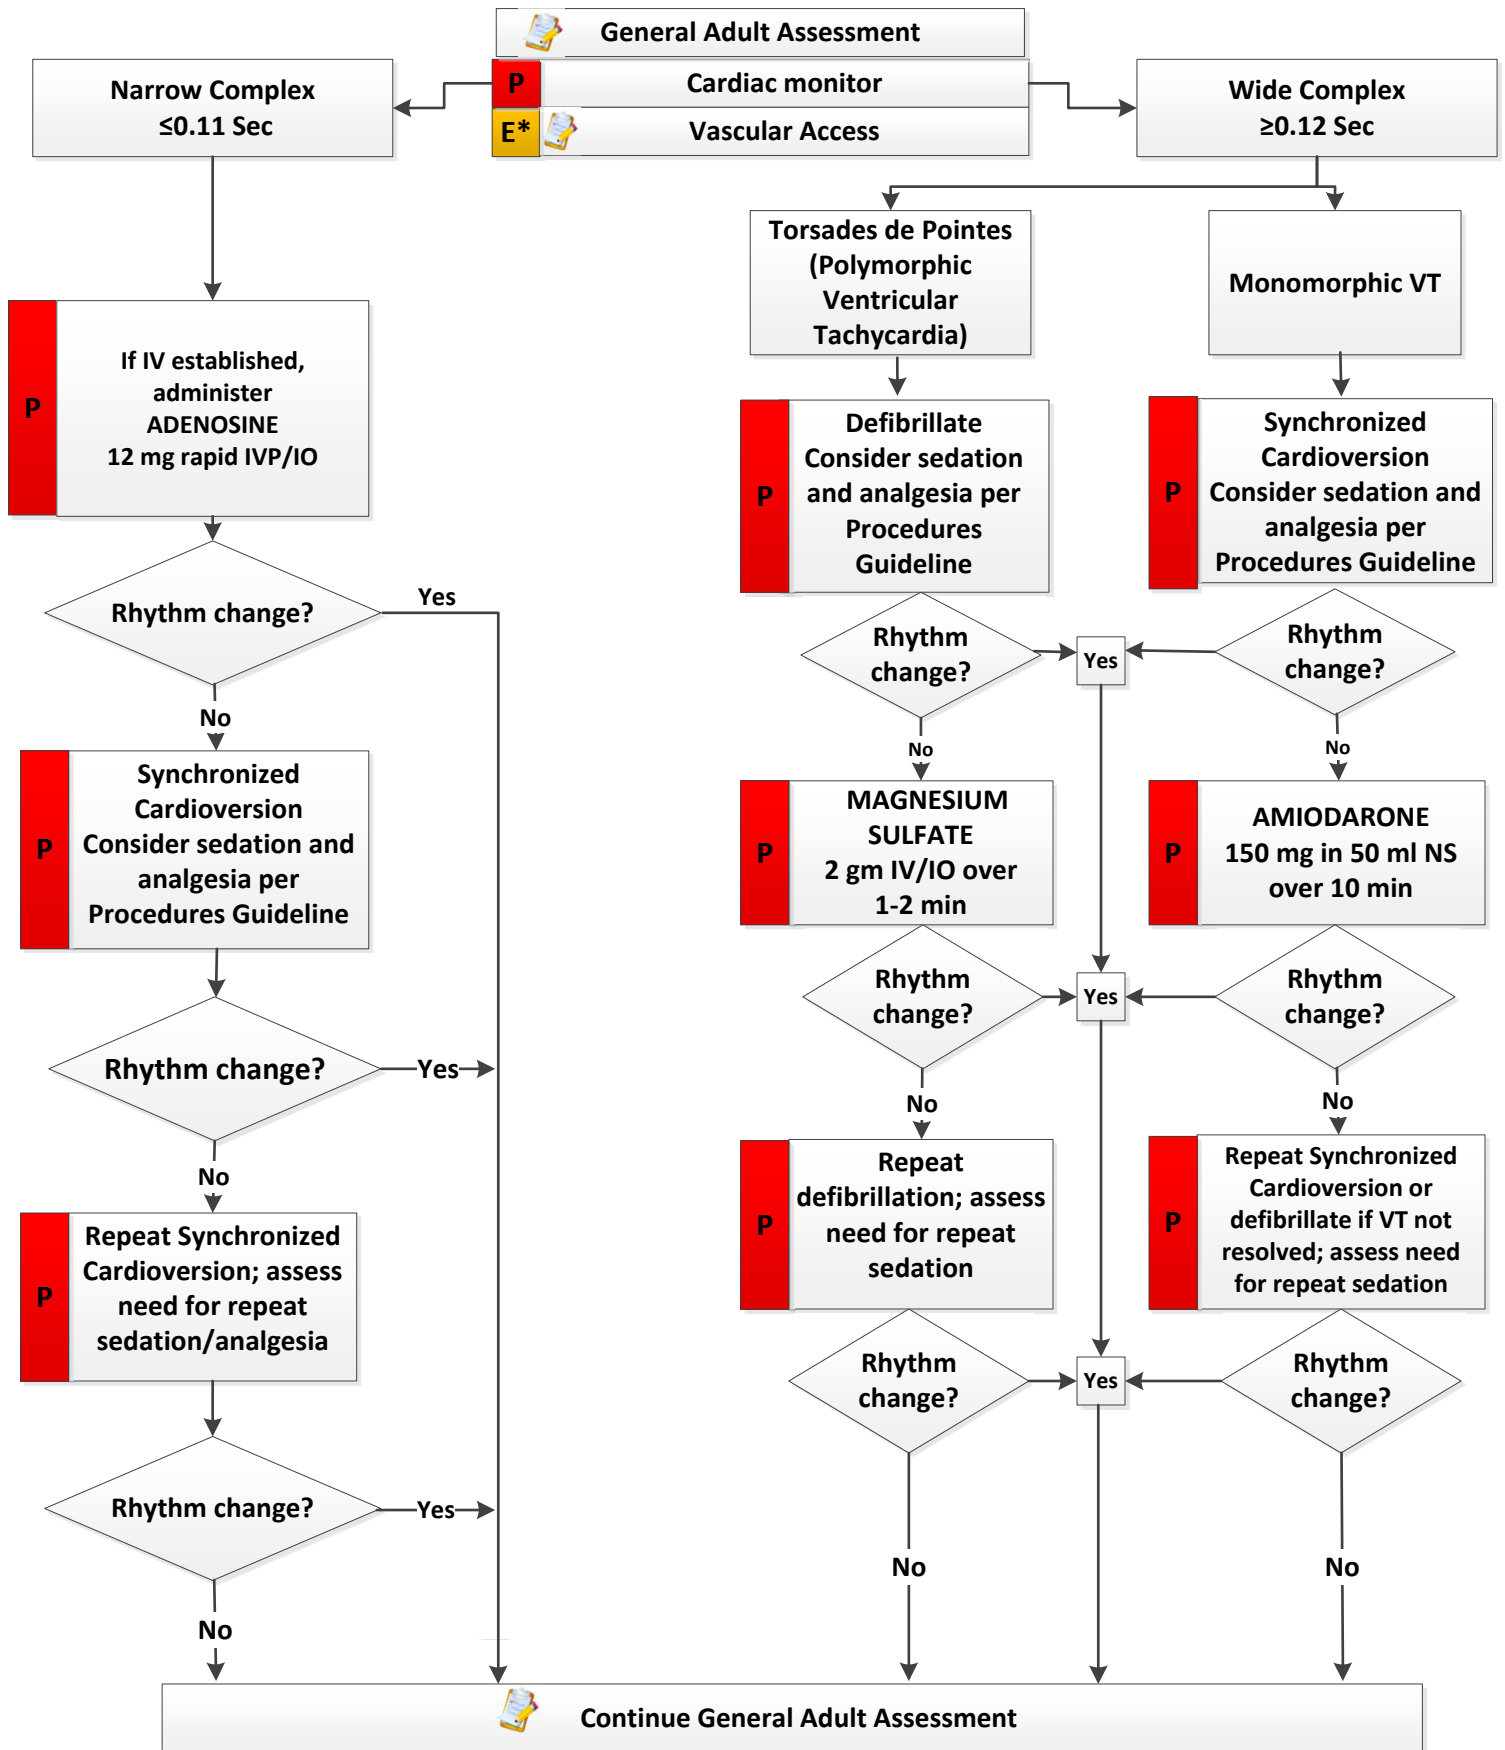 General Adult Assessment
P
Cardiac monitor
E*
Vascular Access
Narrow Complex
≤0.11 Sec
P
If IV established,
administer
ADENOSINE
12 mg rapid IVP/IO
Rhythm change?
Yes
No
P
Synchronized
Cardioversion
Consider sedation and
analgesia per
Procedures Guideline
Rhythm change?
Yes
No
P
Repeat Synchronized
Cardioversion; assess
need for repeat
sedation/analgesia
Rhythm change?
Yes
No
Wide Complex
≥0.12 Sec
Torsades de Pointes
(Polymorphic
Ventricular
Tachycardia)
P
Defibrillate
Consider sedation
and analgesia per
Procedures
Guideline
Rhythm
change?
Yes
No
P
MAGNESIUM
SULFATE
2 gm IV/IO over
1-2 min
Rhythm
change?
Yes
No
P
Repeat
defibrillation; assess
need for repeat
sedation
Rhythm
change?
Yes
No
Monomorphic VT
P
Synchronized
Cardioversion
Consider sedation and
analgesia per
Procedures Guideline
Rhythm
change?
No
P
AMIODARONE
150 mg in 50 ml NS
over 10 min
Rhythm
change?
No
P
Repeat Synchronized
Cardioversion or
defibrillate if VT not
resolved; assess need
for repeat sedation
Rhythm
change?
No
Continue General Adult Assessment